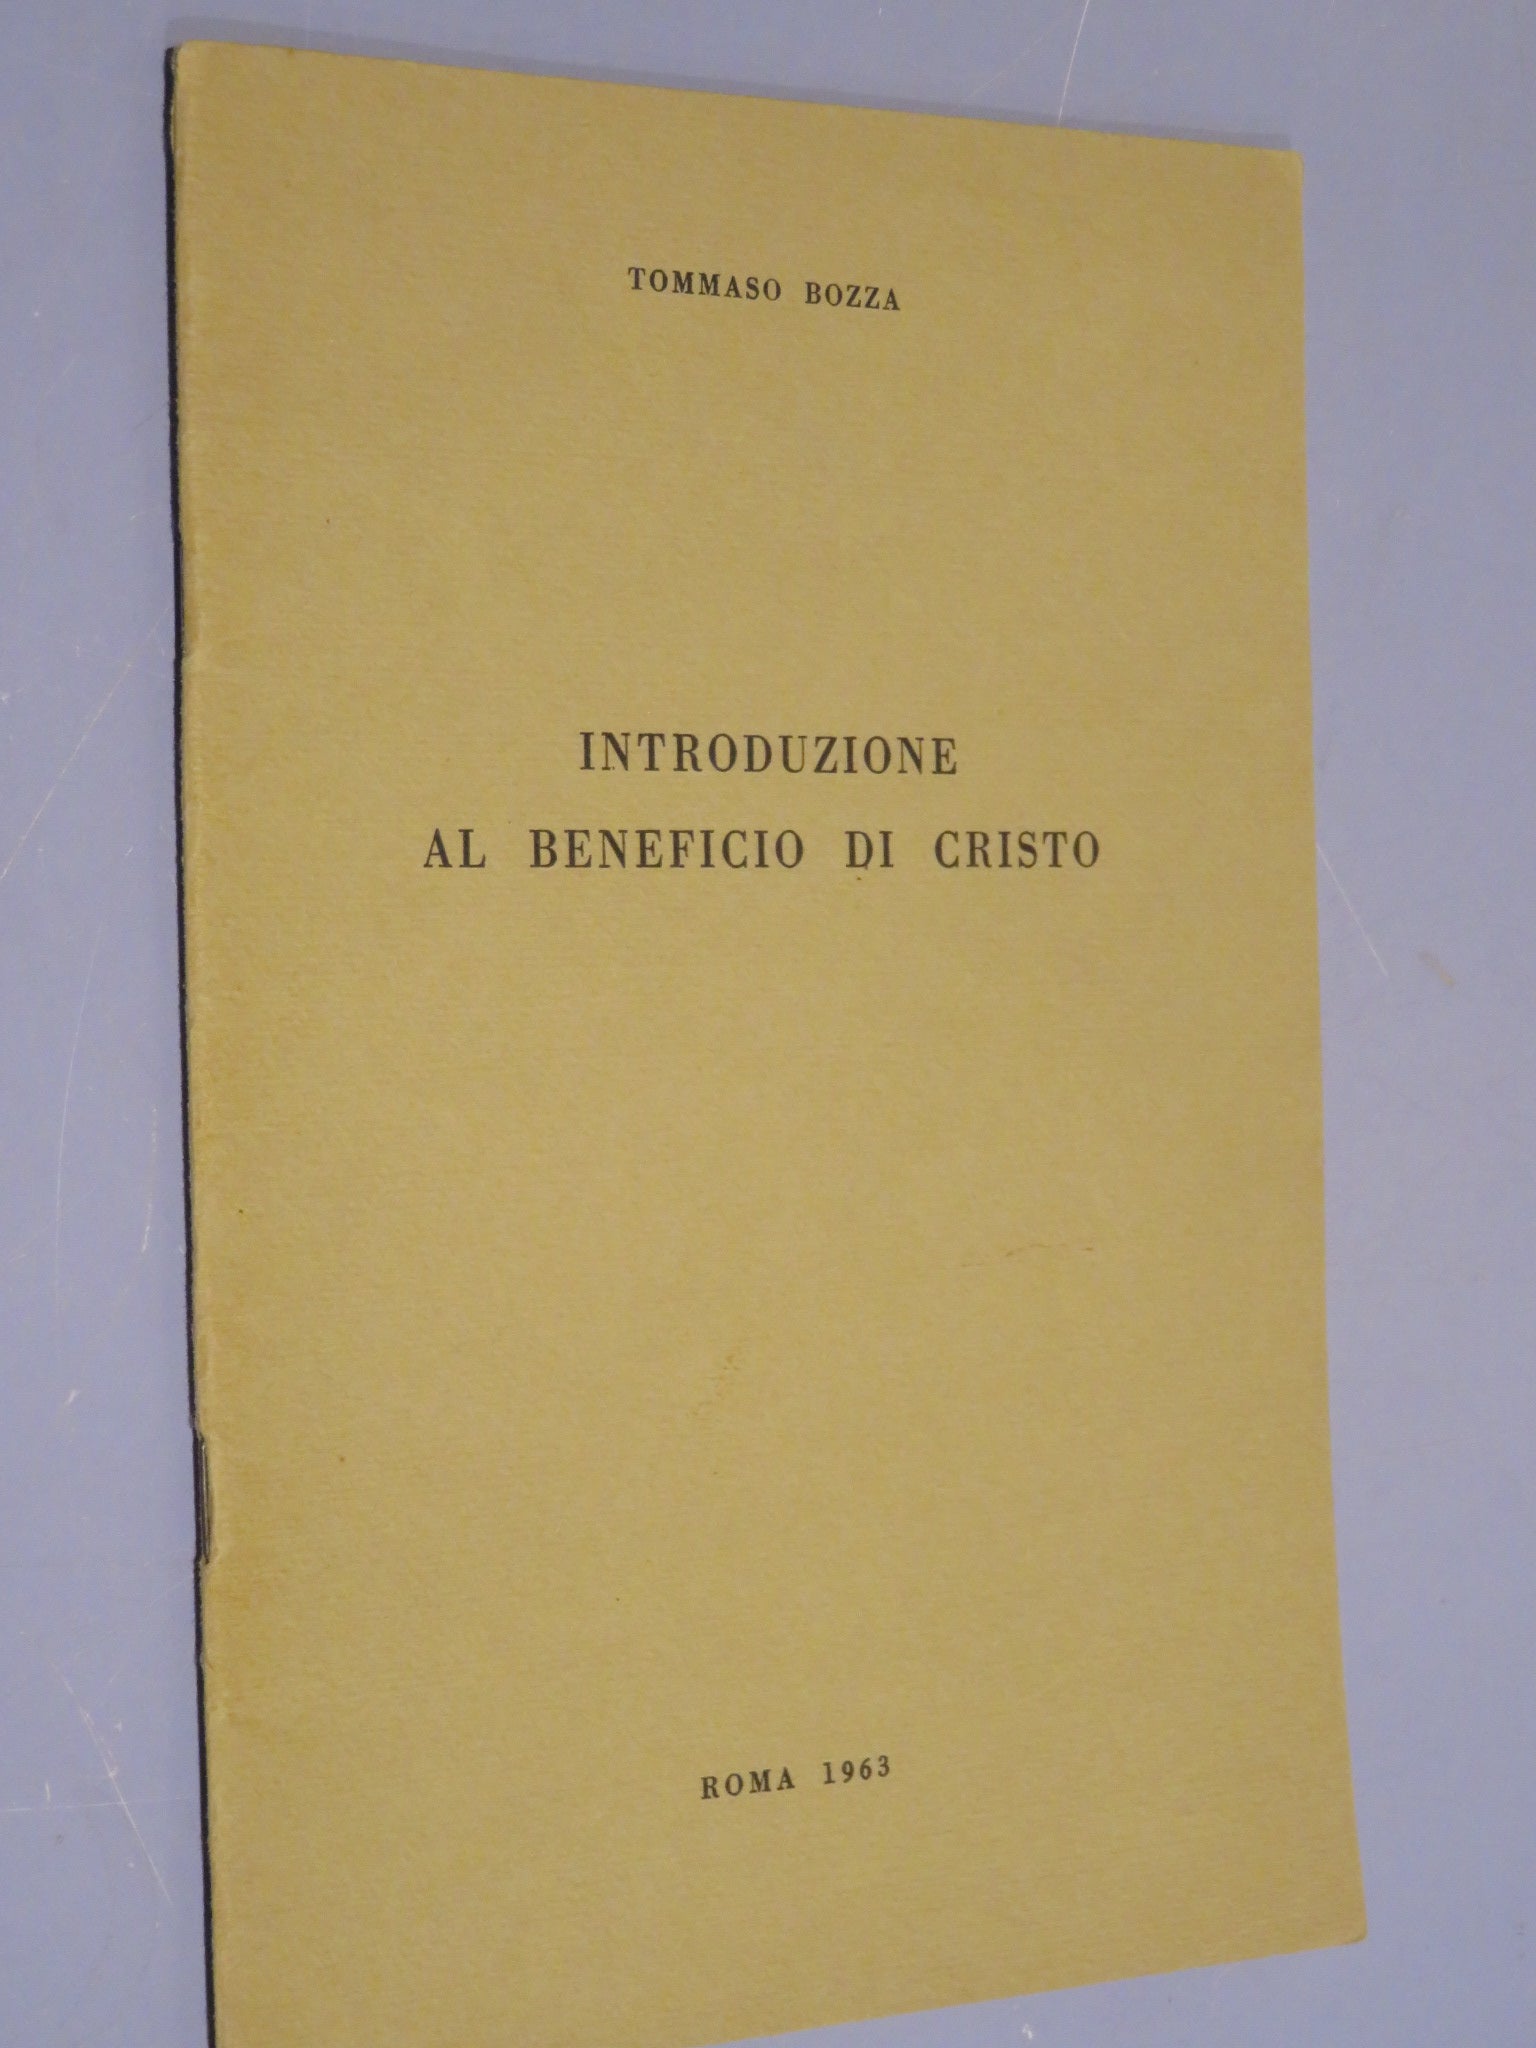 TOMMASO BOZZA
INTRODUZIONE
AL BENEFICIO DI CRISTO
ROMA 1963